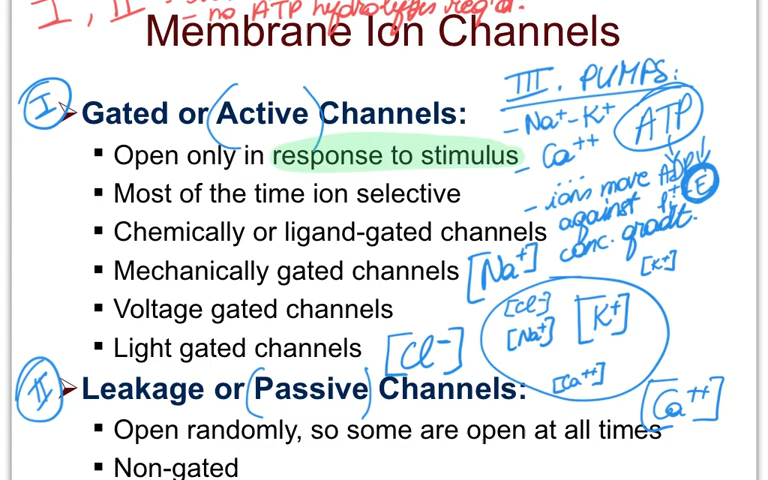 I, II
- no ATP hydrolysis req'd.
Membrane Ion Channels
I
Gated or (Active) Channels:
▪ Open only in response to stimulus
▪ Most of the time ion selective
▪ Chemically or ligand-gated channels
▪ Mechanically gated channels
▪ Voltage gated channels
▪ Light gated channels
II
Leakage or (Passive) Channels:
▪ Open randomly, so some are open at all times
▪ Non-gated
III. PUMPS:
- Na+-K+
- Ca++
...
ATP
ADP
Pi + E
- ions move
against
conc. gradt.
[Na+]
[K+]
[Cl-]
[Na+]
[K+]
[Ca++]
[Cl-]
[Ca++]